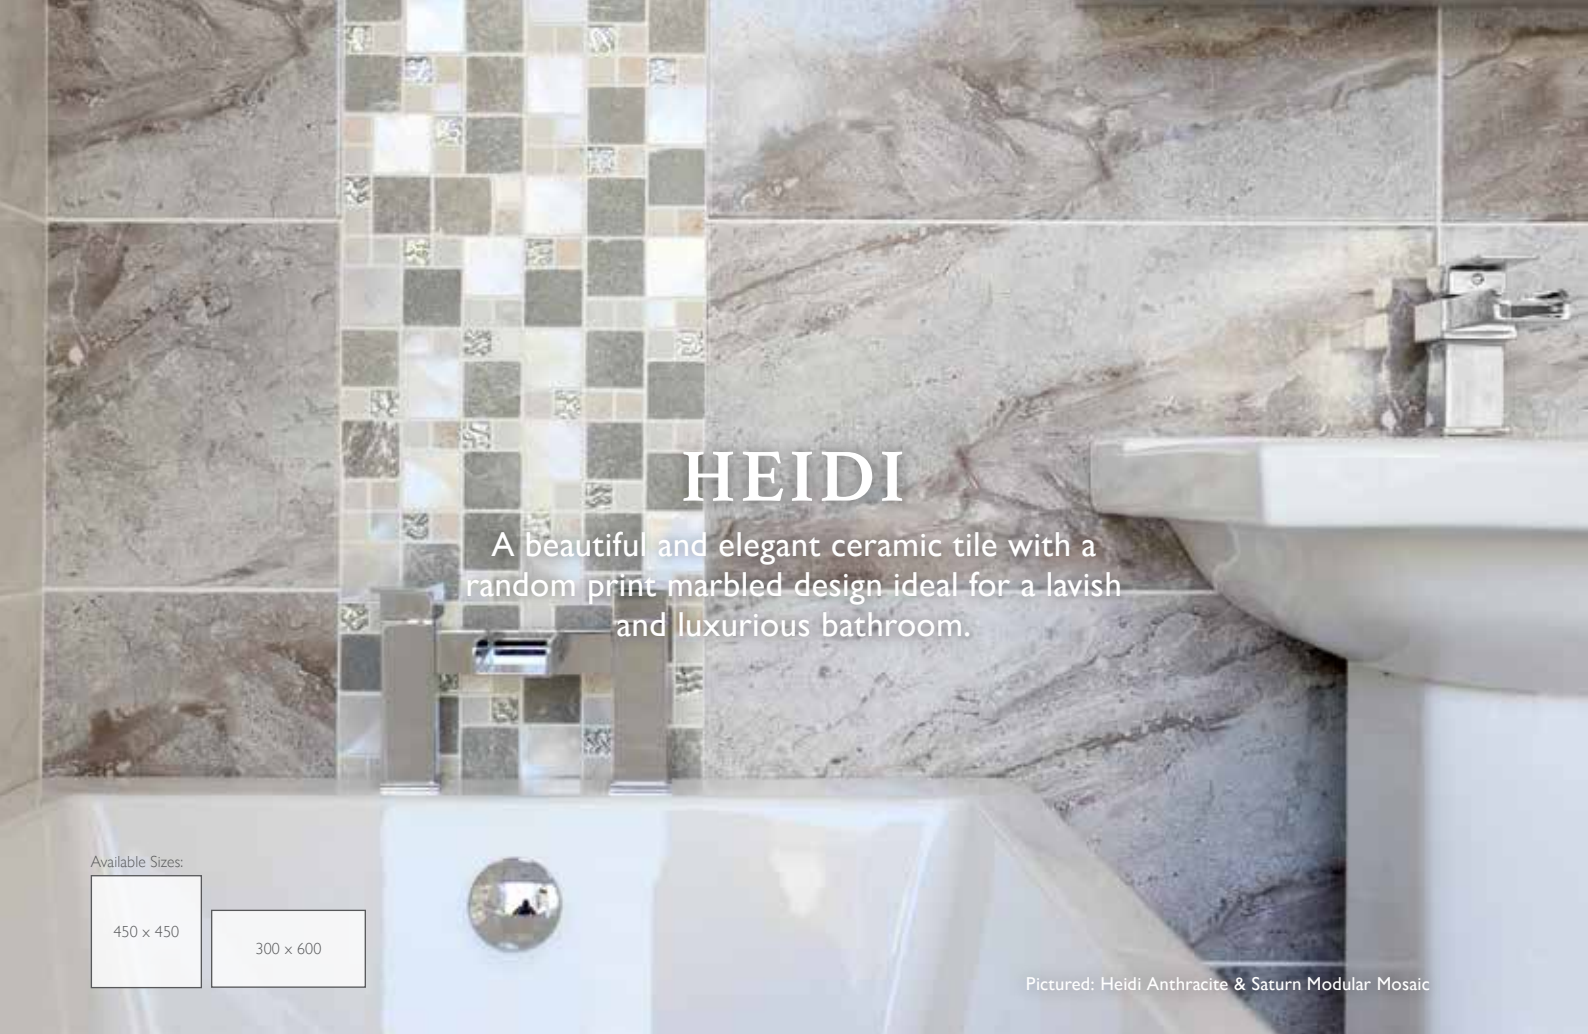 HEIDI
A beautiful and elegant ceramic tile with a
random print marbled design ideal for a lavish
and luxurious bathroom.
Available Sizes:
450 x 450
300 x 600
Pictured: Heidi Anthracite & Saturn Modular Mosaic